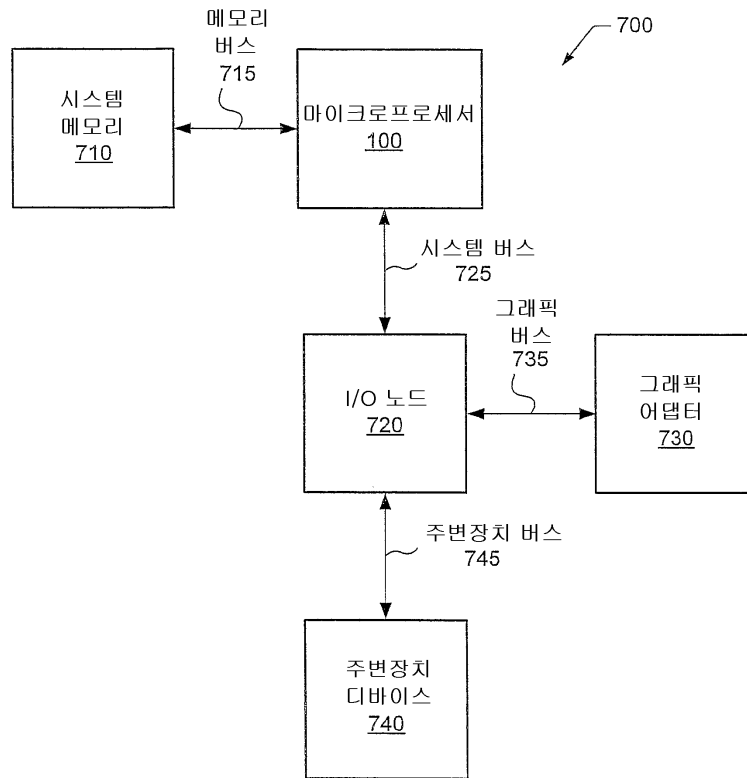 700
메모리
버스
715
시스템
메모리
710
마이크로프로세서
100
시스템 버스
725
그래픽
버스
735
I/O 노드
720
그래픽
어댑터
730
주변장치 버스
745
주변장치
디바이스
740